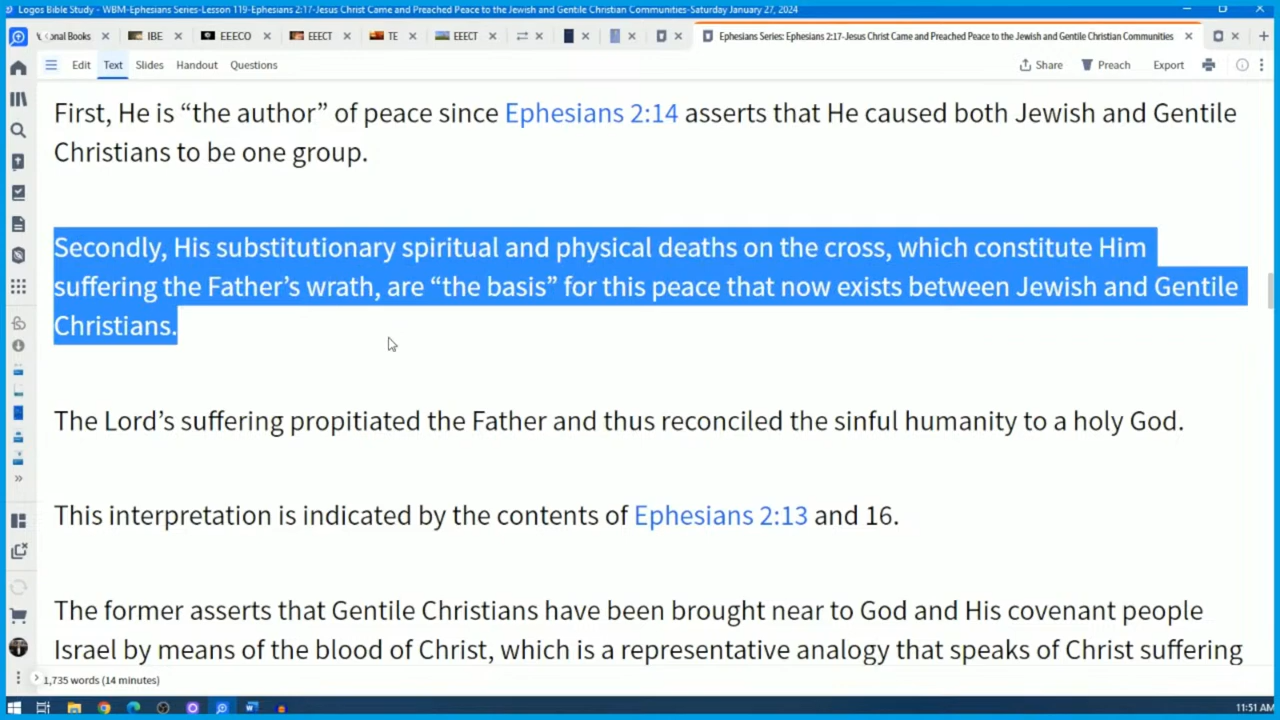 Logos Bible Study - WBM-Ephesians Series-Lesson 119-Ephesians 2:17-Jesus Christ Came and Preached Peace to the Jewish and Gentile Christian Communities-Saturday January 27, 2024
onal Books IBE EEECO EEECT TE EEECT Ephesians Series: Ephesians 2:17-Jesus Christ Came and Preached Peace to the Jewish and Gentile Christian Communities
Edit Text Slides Handout Questions Share Preach Export
First, He is “the author” of peace since Ephesians 2:14 asserts that He caused both Jewish and Gentile
Christians to be one group.
Secondly, His substitutionary spiritual and physical deaths on the cross, which constitute Him
suffering the Father’s wrath, are “the basis” for this peace that now exists between Jewish and Gentile
Christians.
The Lord’s suffering propitiated the Father and thus reconciled the sinful humanity to a holy God.
This interpretation is indicated by the contents of Ephesians 2:13 and 16.
The former asserts that Gentile Christians have been brought near to God and His covenant people
Israel by means of the blood of Christ, which is a representative analogy that speaks of Christ suffering
1,735 words (14 minutes)
11:51 AM